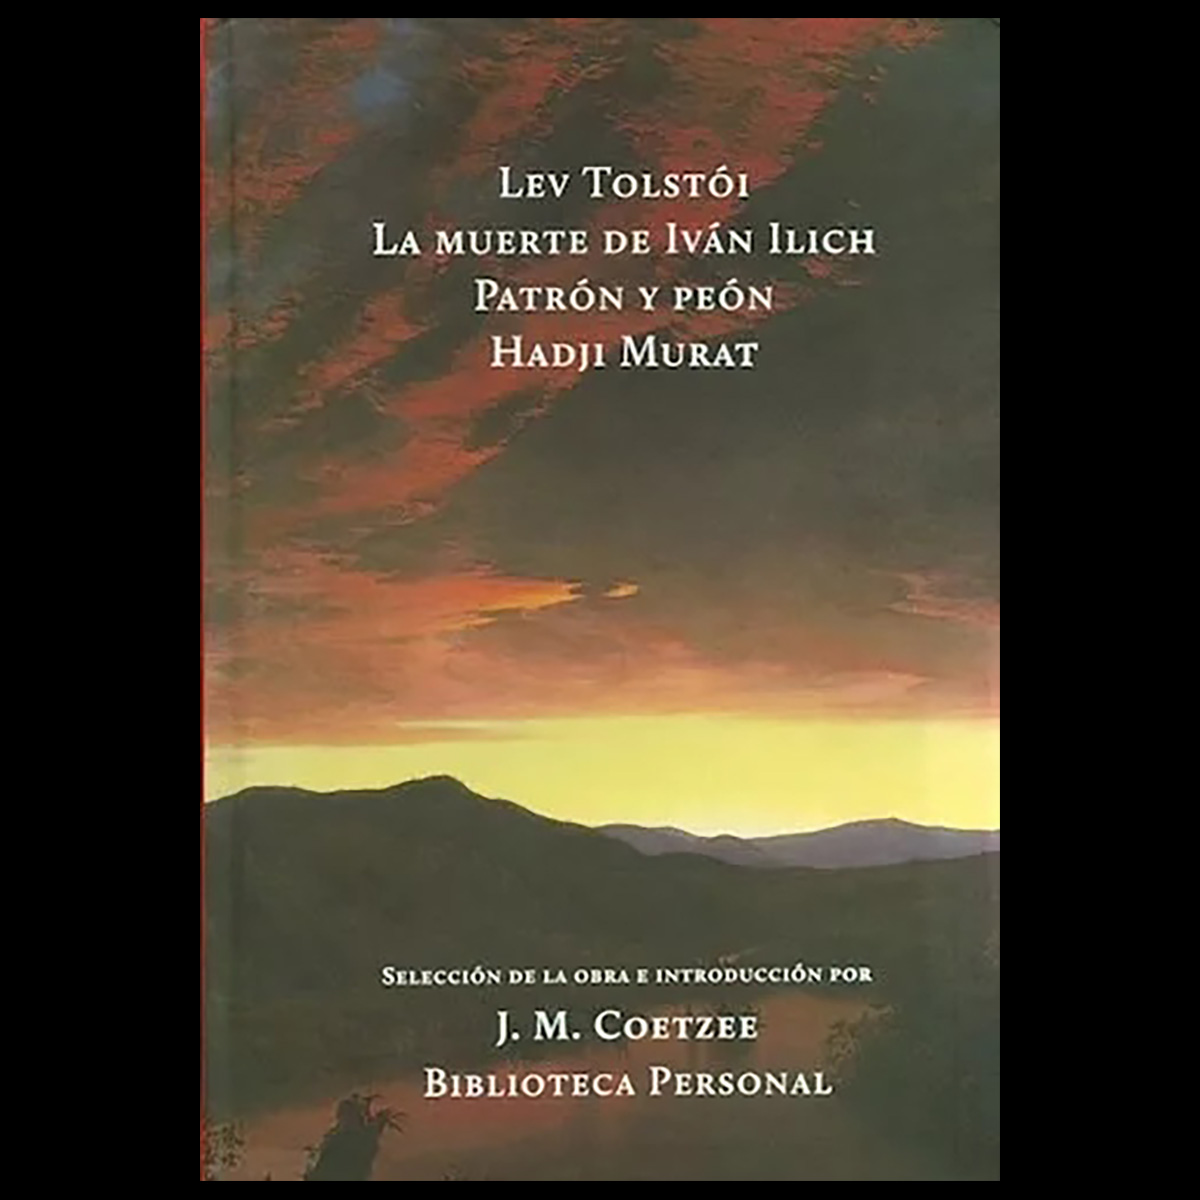 Lev Tolstói
La muerte de Iván Ilich
Patrón y peón
Hadji Murat
Selección de la obra e introducción por
J. M. Coetzee
Biblioteca Personal